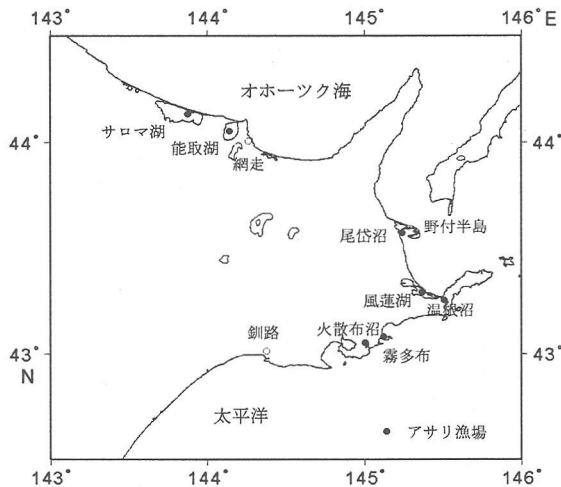 143° 144° 145° 146°E
オホーツク海
サロマ湖
44° 44°
能取湖
網走
尾岱沼 野付半島
風蓮湖 温根沼
釧路 火散布沼
43° 43°
N 霧多布
太平洋
アサリ漁場
143° 144° 145° 146°